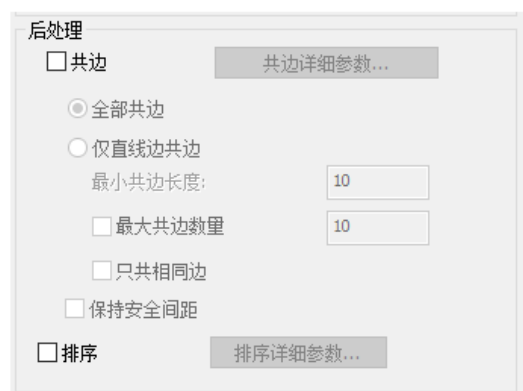 后处理
共边 共边详细参数...
全部共边
仅直线边共边
最小共边长度: 10
最大共边数里 10
只共相同边
保持安全间距
排序 排序详细参数...